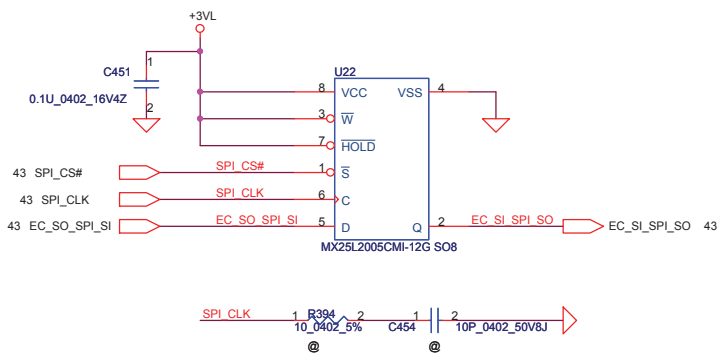 +3VL
C451
1
2
0.1U_0402_16V4Z
U22
8 VCC VSS 4
3 W
7 HOLD
43 SPI_CS# SPI_CS# 1 S
43 SPI_CLK SPI_CLK 6 C
43 EC_SO_SPI_SI EC_SO_SPI_SI 5 D Q 2 EC_SI_SPI_SO EC_SI_SPI_SO 43
MX25L2005CMI-12G SO8
SPI_CLK 1 R394 2 1 2
10_0402_5% C454 10P_0402_50V8J
@ @